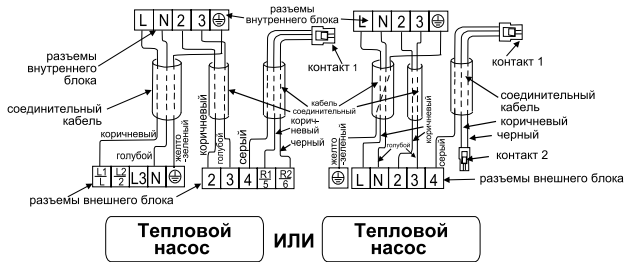 L N 2 3
разъемы внутреннего блока
L N 2 3
разъемы
внутреннего
блока
контакт 1
контакт 1
соединительный
кабель
кабель
соединительный
соединительный
кабель
коричневый
голубой
желто
-зеленый
коричневый
голубой
серый
корич-
невый
черный
желто
-зеленый
голубой
коричневый
серый
коричневый
черный
контакт 2
L1
L
L2
2
L3 N
2 3 4
R1
5
R2
6
L N 2 3 4
разъемы внешнего блока
разъемы внешнего блока
Тепловой
насос
ИЛИ
Тепловой
насос